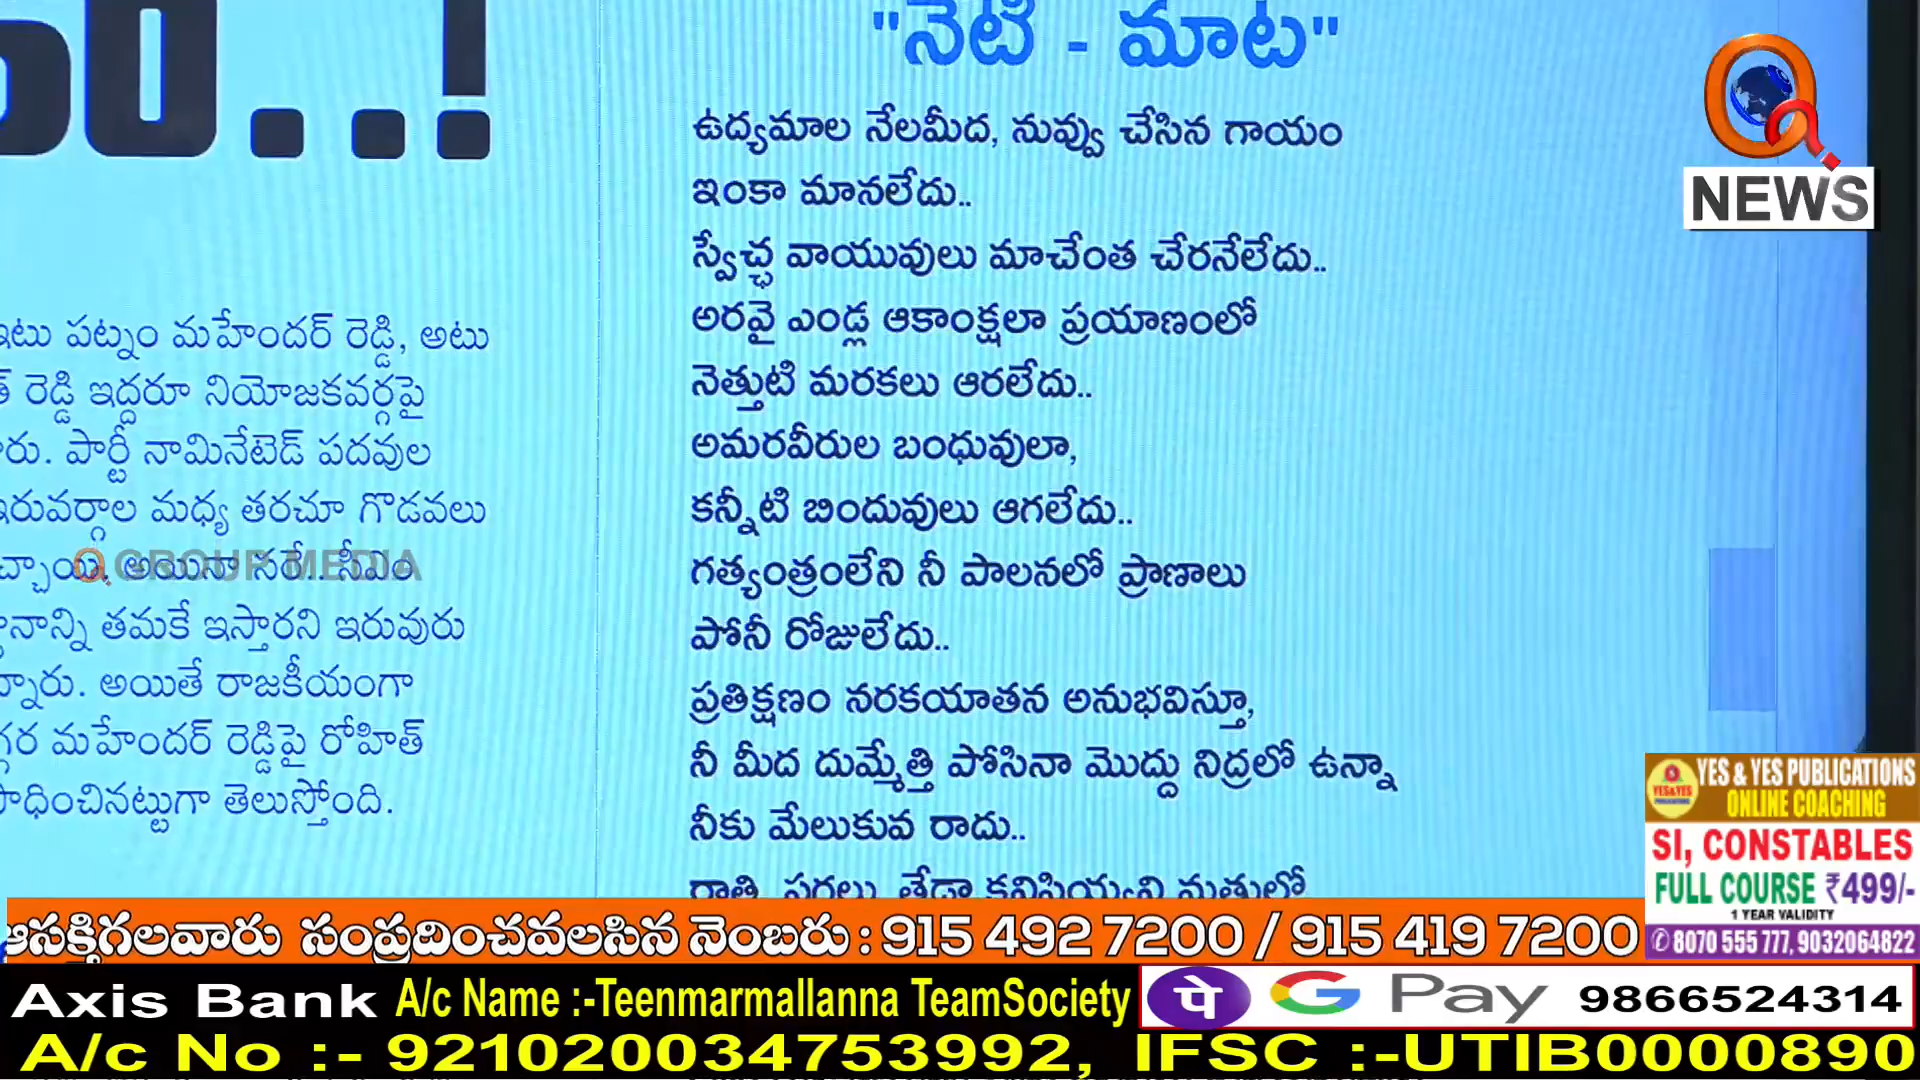 "నేటి - మాట"
ఉద్యమాల నేలమీద, నువ్వు చేసిన గాయం
ఇంకా మానలేదు..
స్వేచ్ఛ వాయువులు మాచేంత చేరనేలేదు..
అరవై ఎండ్ల ఆకాంక్షలా ప్రయాణంలో
నెత్తుటి మరకలు ఆరలేదు..
అమరవీరుల బంధువులా,
కన్నీటి బిందువులు ఆగలేదు..
గత్యంత్రంలేని నీ పాలనలో ప్రాణాలు
పోనీ రోజులేదు..
ప్రతిక్షణం నరకయాతన అనుభవిస్తూ,
నీ మీద దుమ్మేత్తి పోసినా మొద్దు నిద్రలో ఉన్నా
నీకు మేలుకువ రాదు..
ఇటు పట్నం మహేందర్ రెడ్డి, అటు
రెడ్డి ఇద్దరూ నియోజకవర్గపై
పార్టీ నామినేటెడ్ పదవుల
ఇరువర్గాల మధ్య తరచూ గొడవలు
తమకే ఇస్తారని ఇరువురు
అయితే రాజకీయంగా
మహేందర్ రెడ్డిపై రోహిత్
తెలుస్తోంది.
GROUP MEDIA
NEWS
YES & YES PUBLICATIONS
ONLINE COACHING
SI, CONSTABLES
FULL COURSE ₹499/-
1 YEAR VALIDITY
8070 555 777, 9032064822
ఆసక్తిగలవారు సంప్రదించవలసిన నెంబరు : 915 492 7200 / 915 419 7200
Axis Bank A/c Name :-Teenmarmallanna TeamSociety
पे G Pay 9866524314
A/c No :- 921020034753992, IFSC :-UTIB0000890